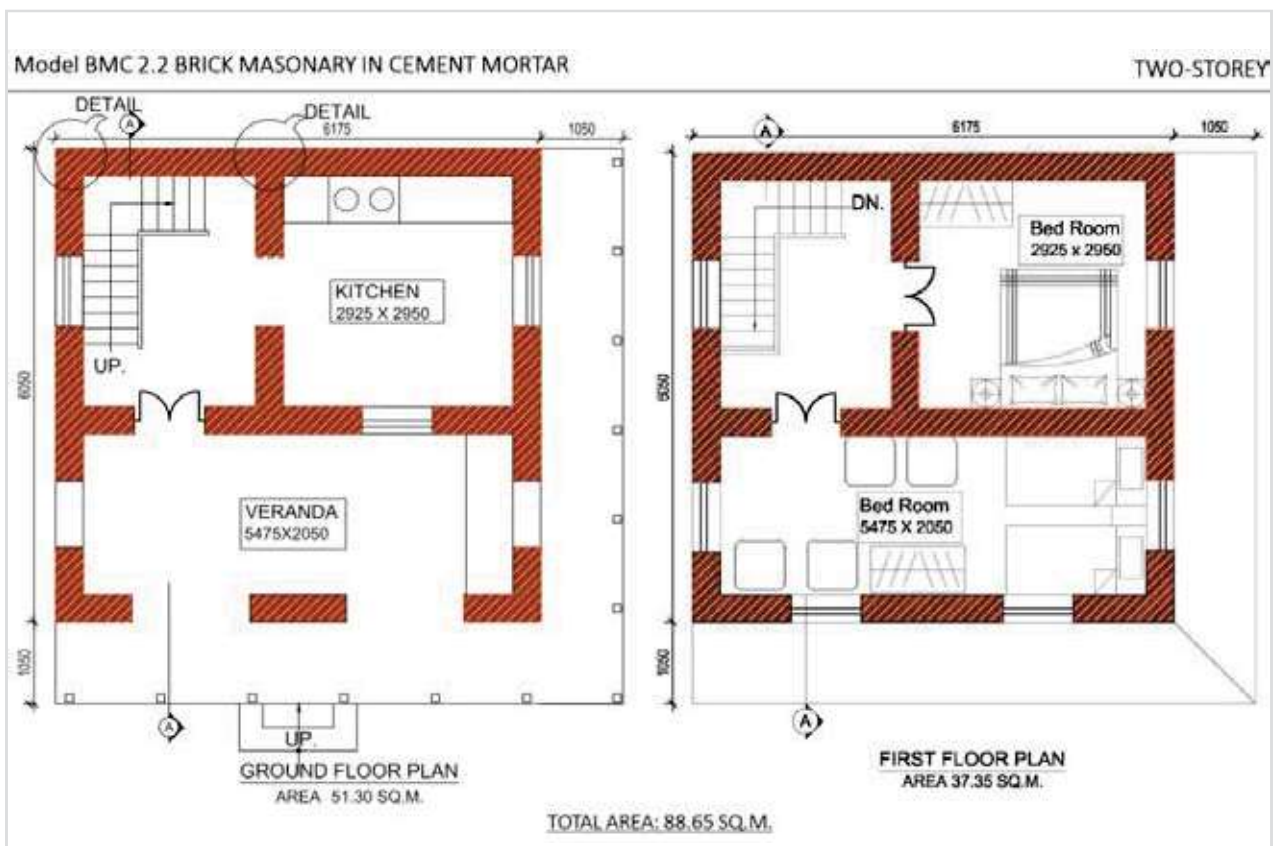 Model BMC 2.2 BRICK MASONARY IN CEMENT MORTAR
TWO-STOREY
DETAIL
A
DETAIL
6175
1050
6050
1050
KITCHEN
2925 X 2950
UP.
VERANDA
5475X2050
A
UP.
GROUND FLOOR PLAN
AREA 51.30 SQ.M.
A
6175
1050
6050
1050
DN.
Bed Room
2925 x 2950
Bed Room
5475 X 2050
A
FIRST FLOOR PLAN
AREA 37.35 SQ.M.
TOTAL AREA: 88.65 SQ.M.